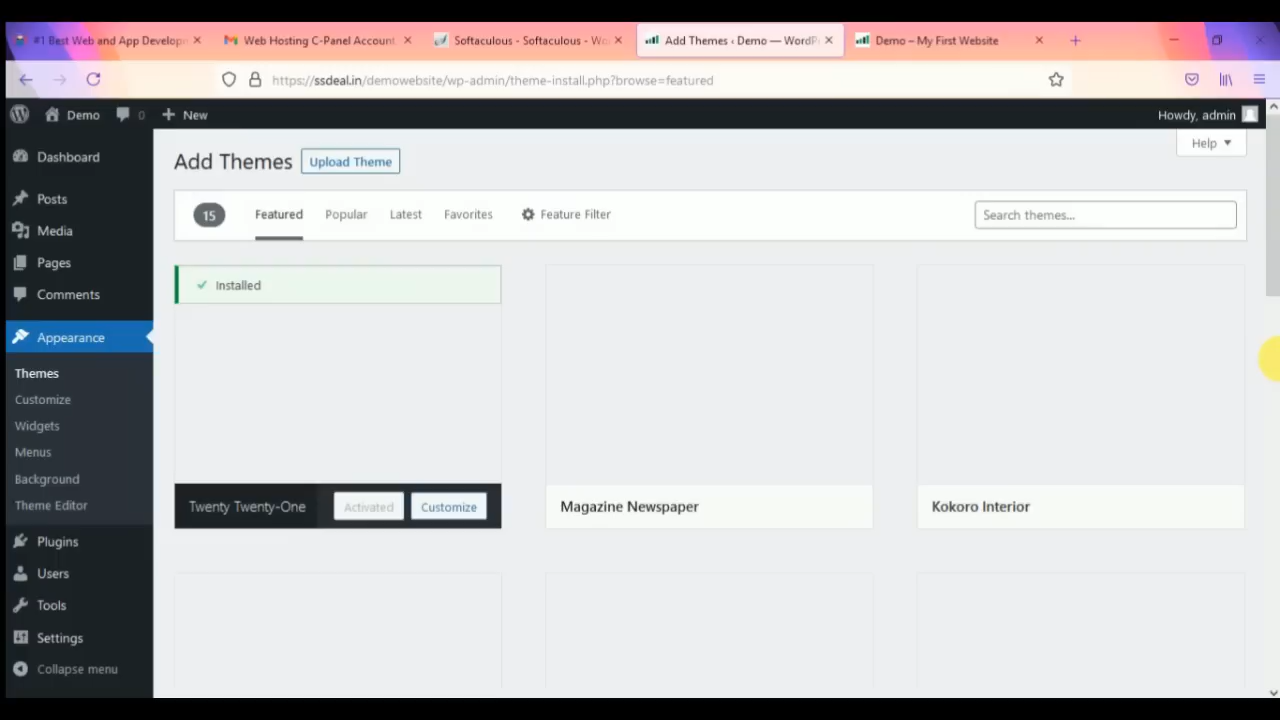 #1 Best Web and App Develop
Web Hosting C-Panel Account
Softaculous - Softaculous - Wo
Add Themes ‹ Demo — WordP
Demo – My First Website
https://ssdeal.in/demowebsite/wp-admin/theme-install.php?browse=featured
Demo
0
New
Howdy, admin
Dashboard
Posts
Media
Pages
Comments
Appearance
Themes
Customize
Widgets
Menus
Background
Theme Editor
Plugins
Users
Tools
Settings
Collapse menu
Help
Add Themes
Upload Theme
15
Featured
Popular
Latest
Favorites
Feature Filter
Search themes...
Installed
Twenty Twenty-One
Activated
Customize
Magazine Newspaper
Kokoro Interior